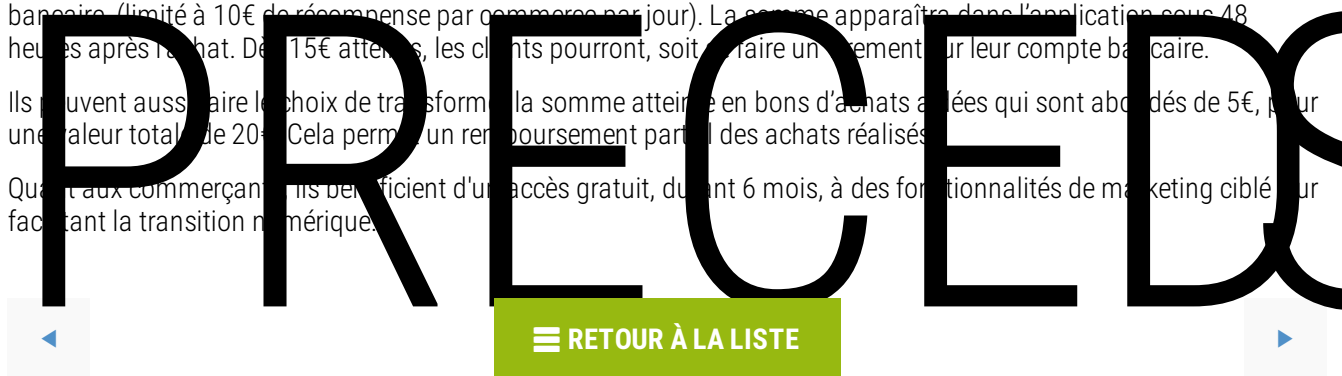 bancaire. (limité à 10€ de récompense par commerce par jour). La somme apparaîtra dans l'application sous 48
heures après l'achat. Dès 15€ atteints, les clients pourront, soit en faire un virement sur leur compte bancaire.
Ils peuvent aussi faire le choix de transformer la somme atteinte en bons d'achats aidées qui sont abondés de 5€, pour
une valeur totale de 20€. Cela permet un remboursement partiel des achats réalisés.
Quant aux commerçants, ils bénéficient d'un accès gratuit, durant 6 mois, à des fonctionnalités de marketing ciblé pour
facilitant la transition numérique.
PRECED
RETOUR À LA LISTE